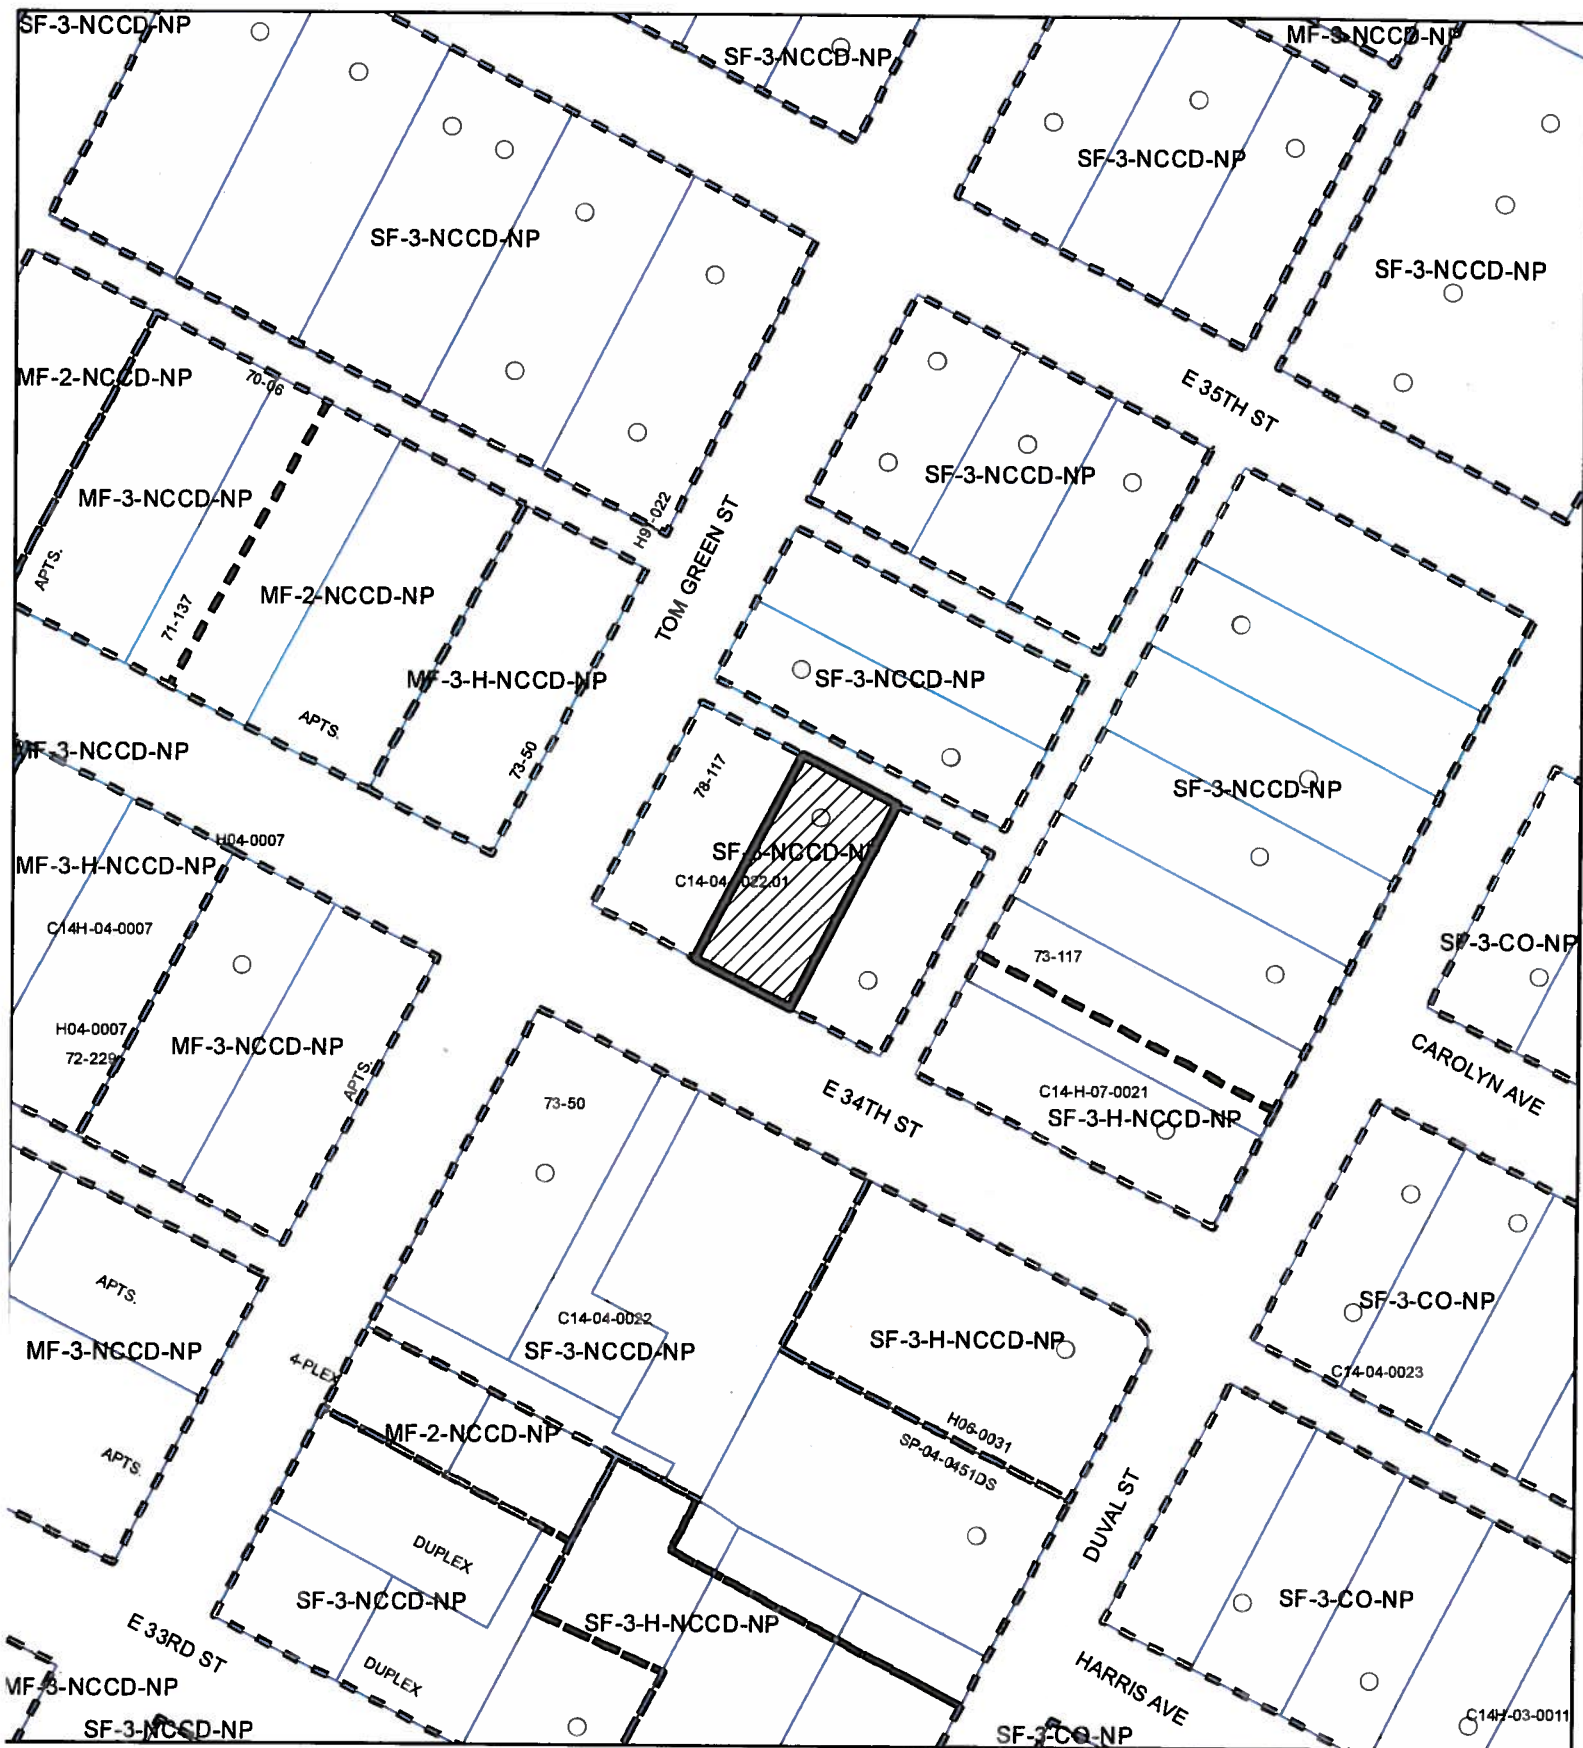 SF-3-NCCD-NP
SF-3-NCCD-NP
MF-3-NCCD-NP
SF-3-NCCD-NP
SF-3-NCCD-NP
SF-3-NCCD-NP
MF-2-NCCD-NP
70-06
E 35TH ST
MF-3-NCCD-NP
SF-3-NCCD-NP
APTS.
71-137
MF-2-NCCD-NP
TOM GREEN ST
MF-3-H-NCCD-NP
SF-3-NCCD-NP
APTS.
73-50
MF-3-NCCD-NP
78-117
SF-3-NCCD-NP
H04-0007
MF-3-H-NCCD-NP
SF-3-NCCD-NP
C14H-04-0007
SF-3-CO-NP
73-117
H04-0007
72-229
MF-3-NCCD-NP
APTS.
CAROLYN AVE
73-50
E 34TH ST
C14-H-07-0021
SF-3-H-NCCD-NP
APTS.
C14-04-0022
SF-3-NCCD-NP
SF-3-H-NCCD-NP
SF-3-CO-NP
MF-3-NCCD-NP
4-PLEX
C14-04-0023
MF-2-NCCD-NP
H06-0031
SP-04-0451DS
APTS.
DUVAL ST
DUPLEX
SF-3-NCCD-NP
SF-3-H-NCCD-NP
SF-3-CO-NP
E 33RD ST
DUPLEX
HARRIS AVE
MF-3-NCCD-NP
SF-3-NCCD-NP
SF-3-CO-NP
C14H-03-0011